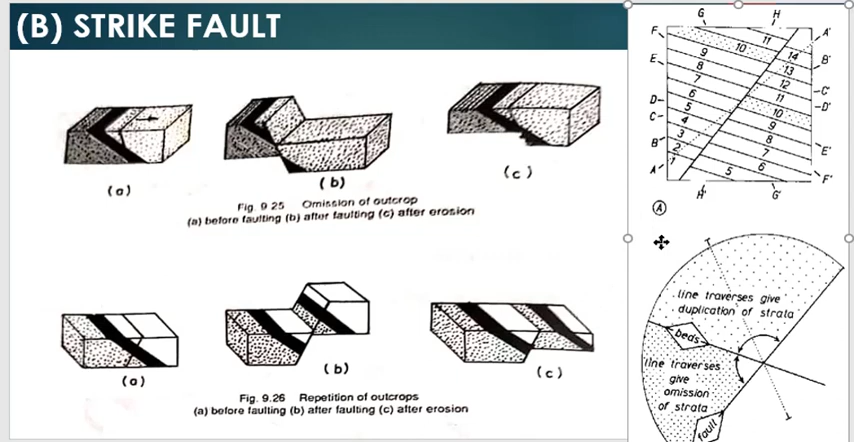 (B) STRIKE FAULT
(a)
(b)
(c)
Fig. 9.25 Omission of outcrop
(a) before faulting (b) after faulting (c) after erosion
(a)
(b)
(c)
Fig. 9.26 Repetition of outcrops
(a) before faulting (b) after faulting (c) after erosion
G H
F A'
11
10 14
E 9 13 B'
8 12
7 11 C'
D 6 10 D'
C 5 9
4 8
B 3 7 E'
2 6
A 1 5 F'
H' G'
A
line traverses give
duplication of strata
beds
line traverses
give
omission
of strata
fault